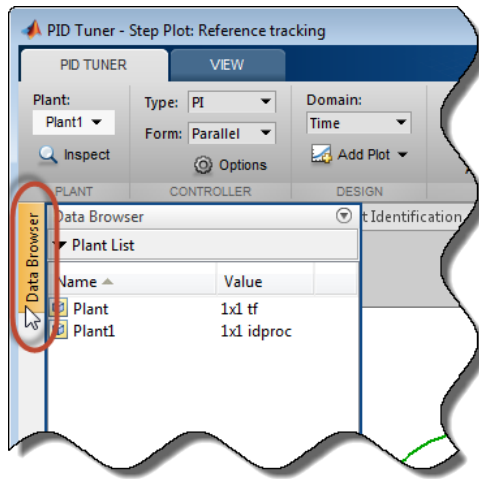 PID Tuner - Step Plot: Reference tracking
PID TUNER
VIEW
Plant:
Plant1
Inspect
PLANT
Type: PI
Form: Parallel
Options
CONTROLLER
Domain:
Time
Add Plot
DESIGN
Data Browser
Data Browser
t Identification
Plant List
Name Value
Plant 1x1 tf
Plant1 1x1 idproc